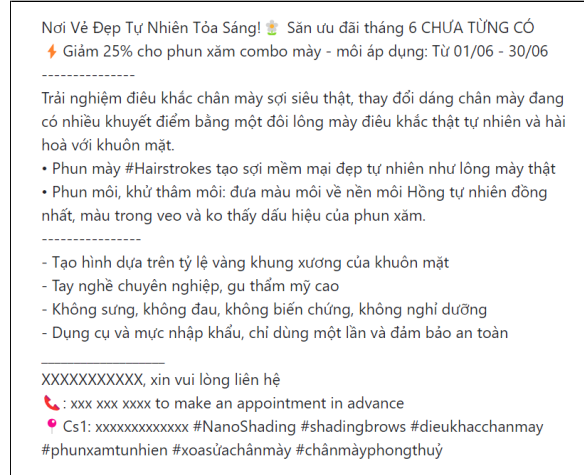 Nơi Vẻ Đẹp Tự Nhiên Tỏa Sáng! Săn ưu đãi tháng 6 CHƯA TỪNG CÓ
⚡ Giảm 25% cho phun xăm combo mày - môi áp dụng: Từ 01/06 - 30/06
---------------
Trải nghiệm điêu khắc chân mày sợi siêu thật, thay đổi dáng chân mày đang
có nhiều khuyết điểm bằng một đôi lông mày điêu khắc thật tự nhiên và hài
hoà với khuôn mặt.
• Phun mày #Hairstrokes tạo sợi mềm mại đẹp tự nhiên như lông mày thật
• Phun môi, khử thâm môi: đưa màu môi về nền môi Hồng tự nhiên đồng
nhất, màu trong veo và ko thấy dấu hiệu của phun xăm.
----------------
- Tạo hình dựa trên tỷ lệ vàng khung xương của khuôn mặt
- Tay nghề chuyên nghiệp, gu thẩm mỹ cao
- Không sưng, không đau, không biến chứng, không nghỉ dưỡng
- Dụng cụ và mực nhập khẩu, chỉ dùng một lần và đảm bảo an toàn
___________________
XXXXXXXXXXX, xin vui lòng liên hệ
📞: xxx xxx xxxx to make an appointment in advance
📍 Cs1: xxxxxxxxxxxxx #NanoShading #shadingbrows #dieukhacchanmay
#phunxamtunhien #xoasửachânmày #chânmàyphongthuỷ